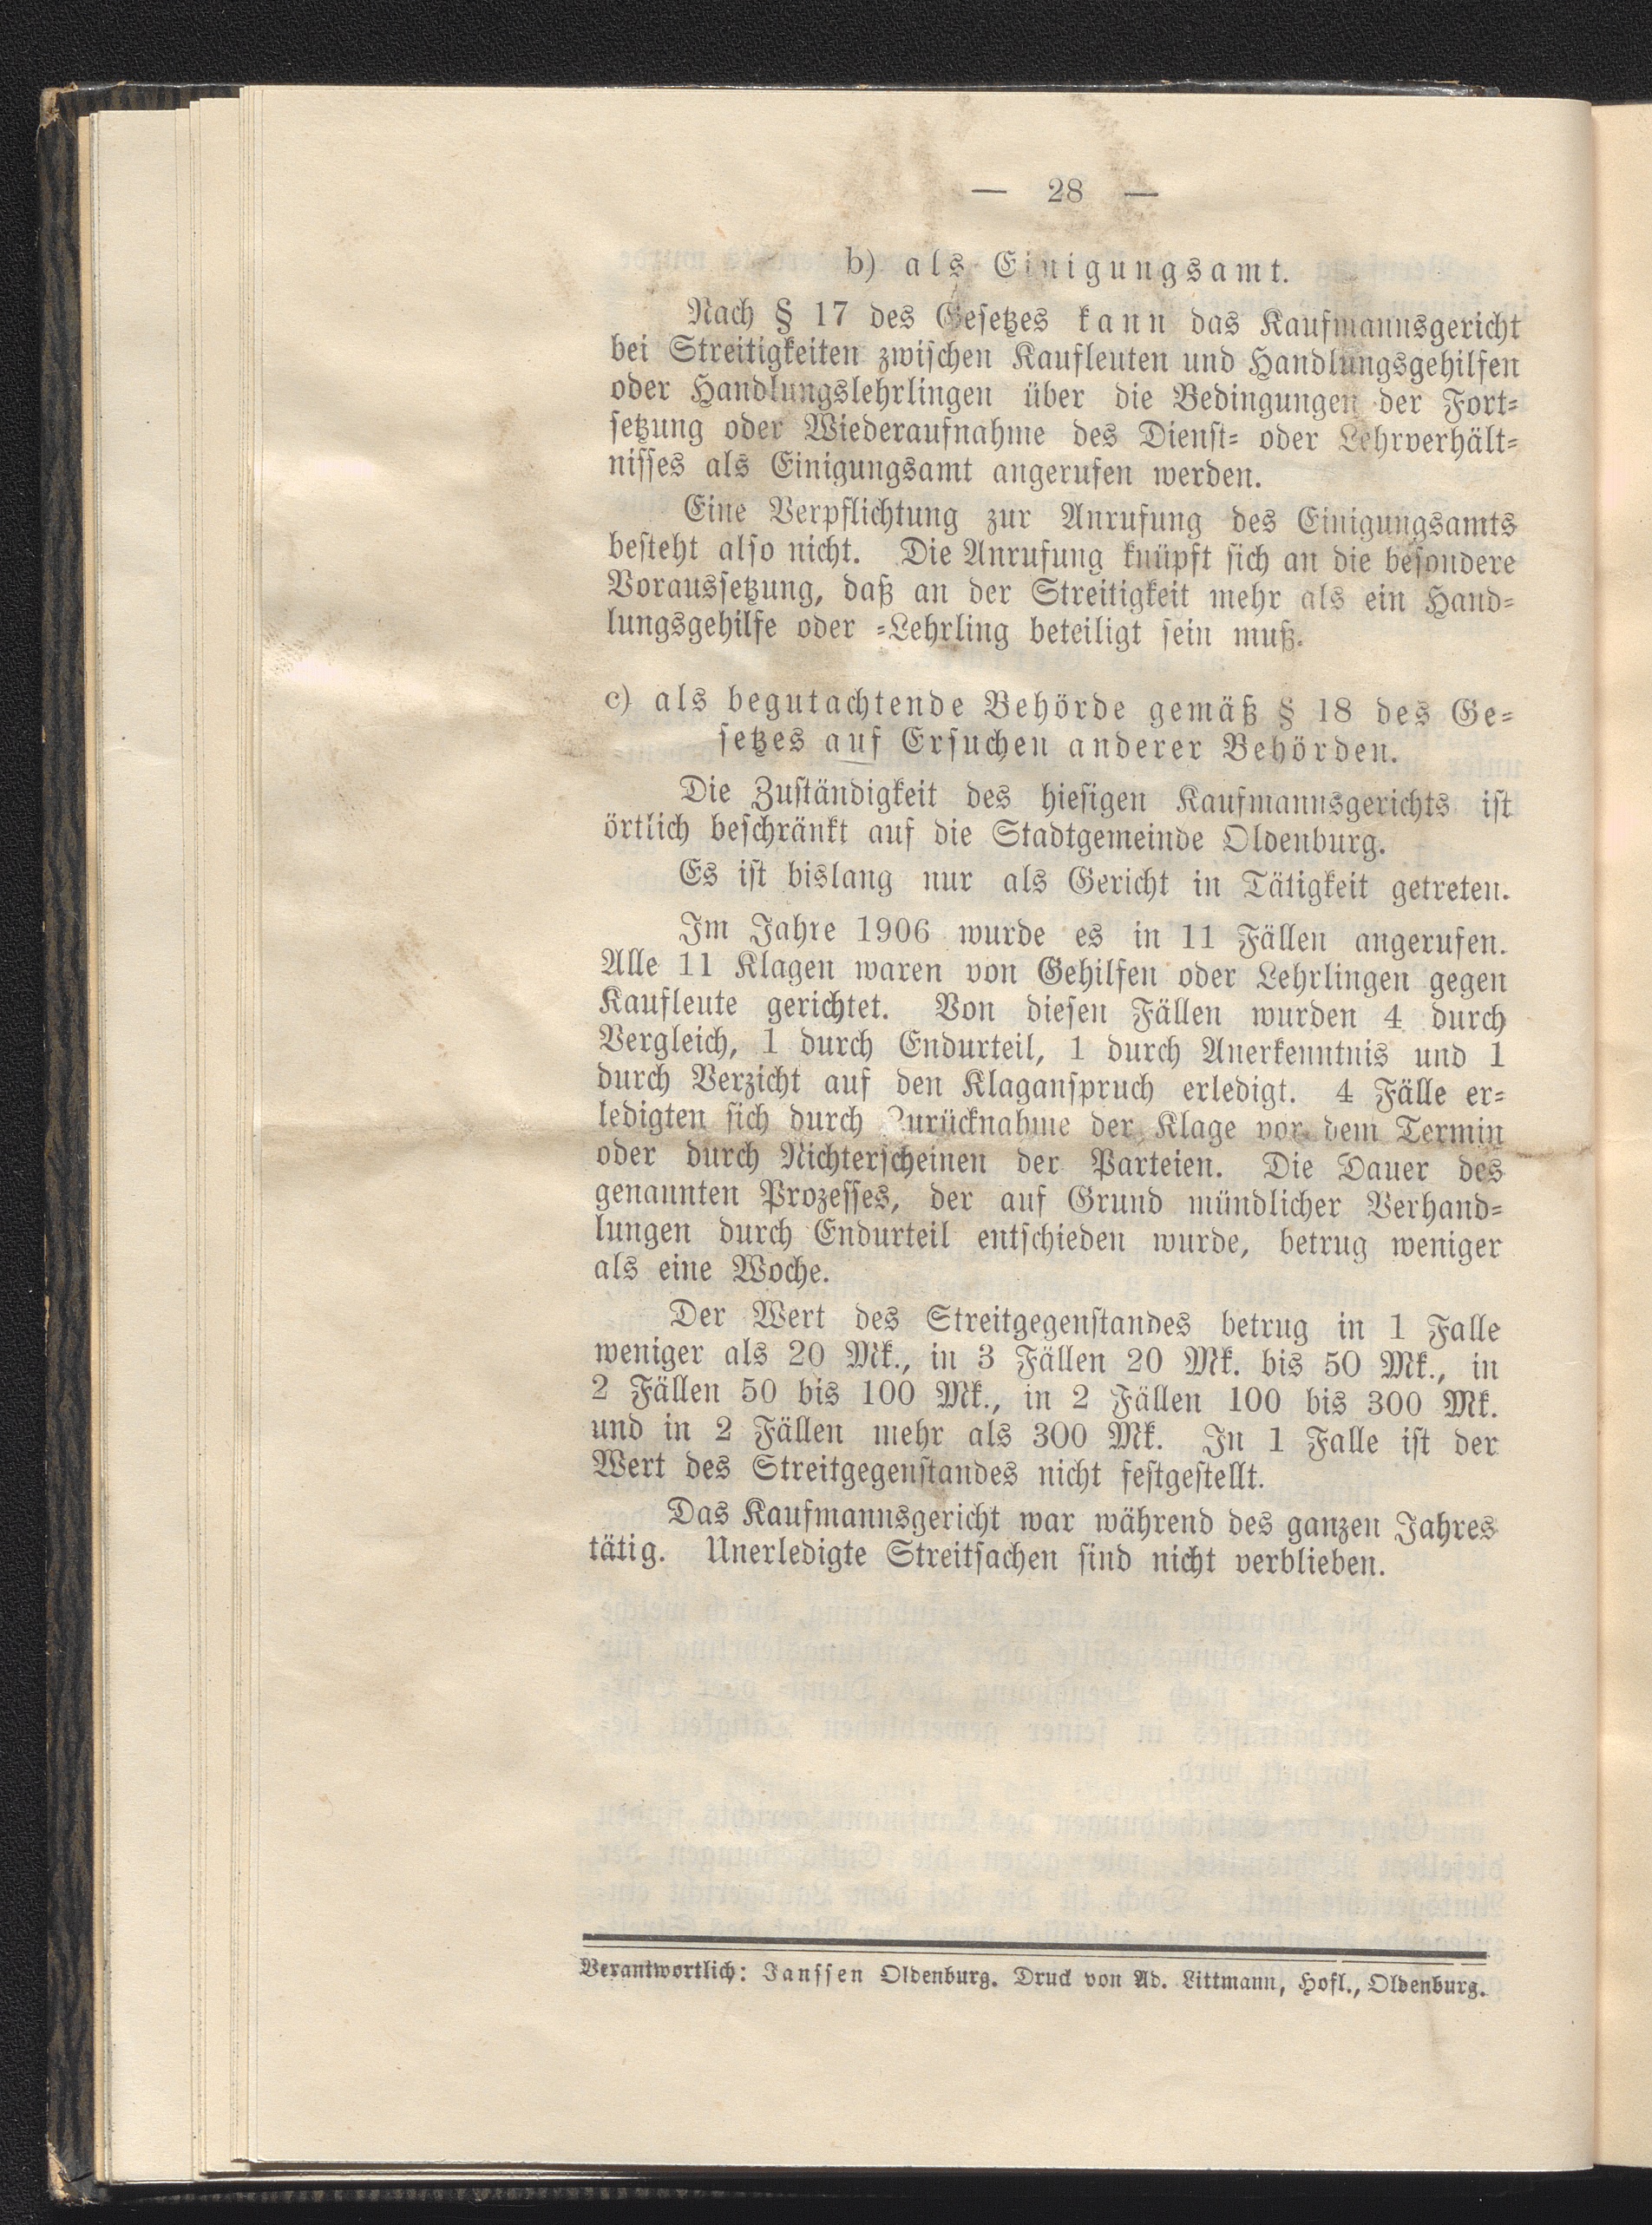 — 28 —
b) als Einigungsamt.
Nach § 17 des Gesetzes kann das Kaufmannsgericht
bei Streitigkeiten zwischen Kaufleuten und Handlungsgehilfen
oder Handlungslehrlingen über die Bedingungen der Fort-
setzung oder Wiederaufnahme des Dienst- oder Lehrverhält-
nisses als Einigungsamt angerufen werden.
Eine Verpflichtung zur Anrufung des Einigungsamts
besteht also nicht. Die Anrufung knüpft sich an die besondere
Voraussetzung, daß an der Streitigkeit mehr als ein Hand-
lungsgehilfe oder -Lehrling beteiligt sein muß.
c) als begutachtende Behörde gemäß § 18 des Ge-
setzes auf Ersuchen anderer Behörden.
Die Zuständigkeit des hiesigen Kaufmannsgerichts ist
örtlich beschränkt auf die Stadtgemeinde Oldenburg.
Es ist bislang nur als Gericht in Tätigkeit getreten.
Im Jahre 1906 wurde es in 11 Fällen angerufen.
Alle 11 Klagen waren von Gehilfen oder Lehrlingen gegen
Kaufleute gerichtet. Von diesen Fällen wurden 4 durch
Vergleich, 1 durch Endurteil, 1 durch Anerkenntnis und 1
durch Verzicht auf den Klaganspruch erledigt. 4 Fälle er-
ledigten sich durch Zurücknahme der Klage vor dem Termin
oder durch Nichterscheinen der Parteien. Die Dauer des
genannten Prozesses, der auf Grund mündlicher Verhand-
lungen durch Endurteil entschieden wurde, betrug weniger
als eine Woche.
Der Wert des Streitgegenstandes betrug in 1 Falle
weniger als 20 Mk., in 3 Fällen 20 Mk. bis 50 Mk., in
2 Fällen 50 bis 100 Mk., in 2 Fällen 100 bis 300 Mk.
und in 2 Fällen mehr als 300 Mk. In 1 Falle ist der
Wert des Streitgegenstandes nicht festgestellt.
Das Kaufmannsgericht war während des ganzen Jahres
tätig. Unerledigte Streitsachen sind nicht verblieben.
Verantwortlich: Janssen Oldenburg. Druck von Ad. Littmann, Hofl., Oldenburg.